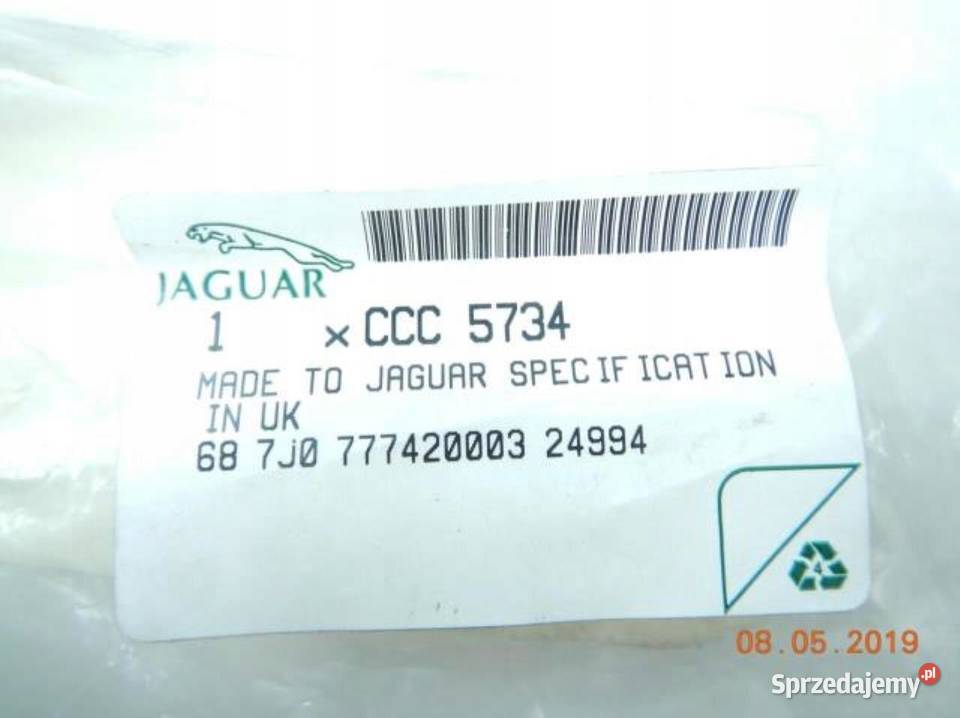 JAGUAR
1 x CCC 5734
MADE TO JAGUAR SPECIFICATION
IN UK
68 7J0 777420003 24994
4
08.05.2019
Sprzedajemy.pl